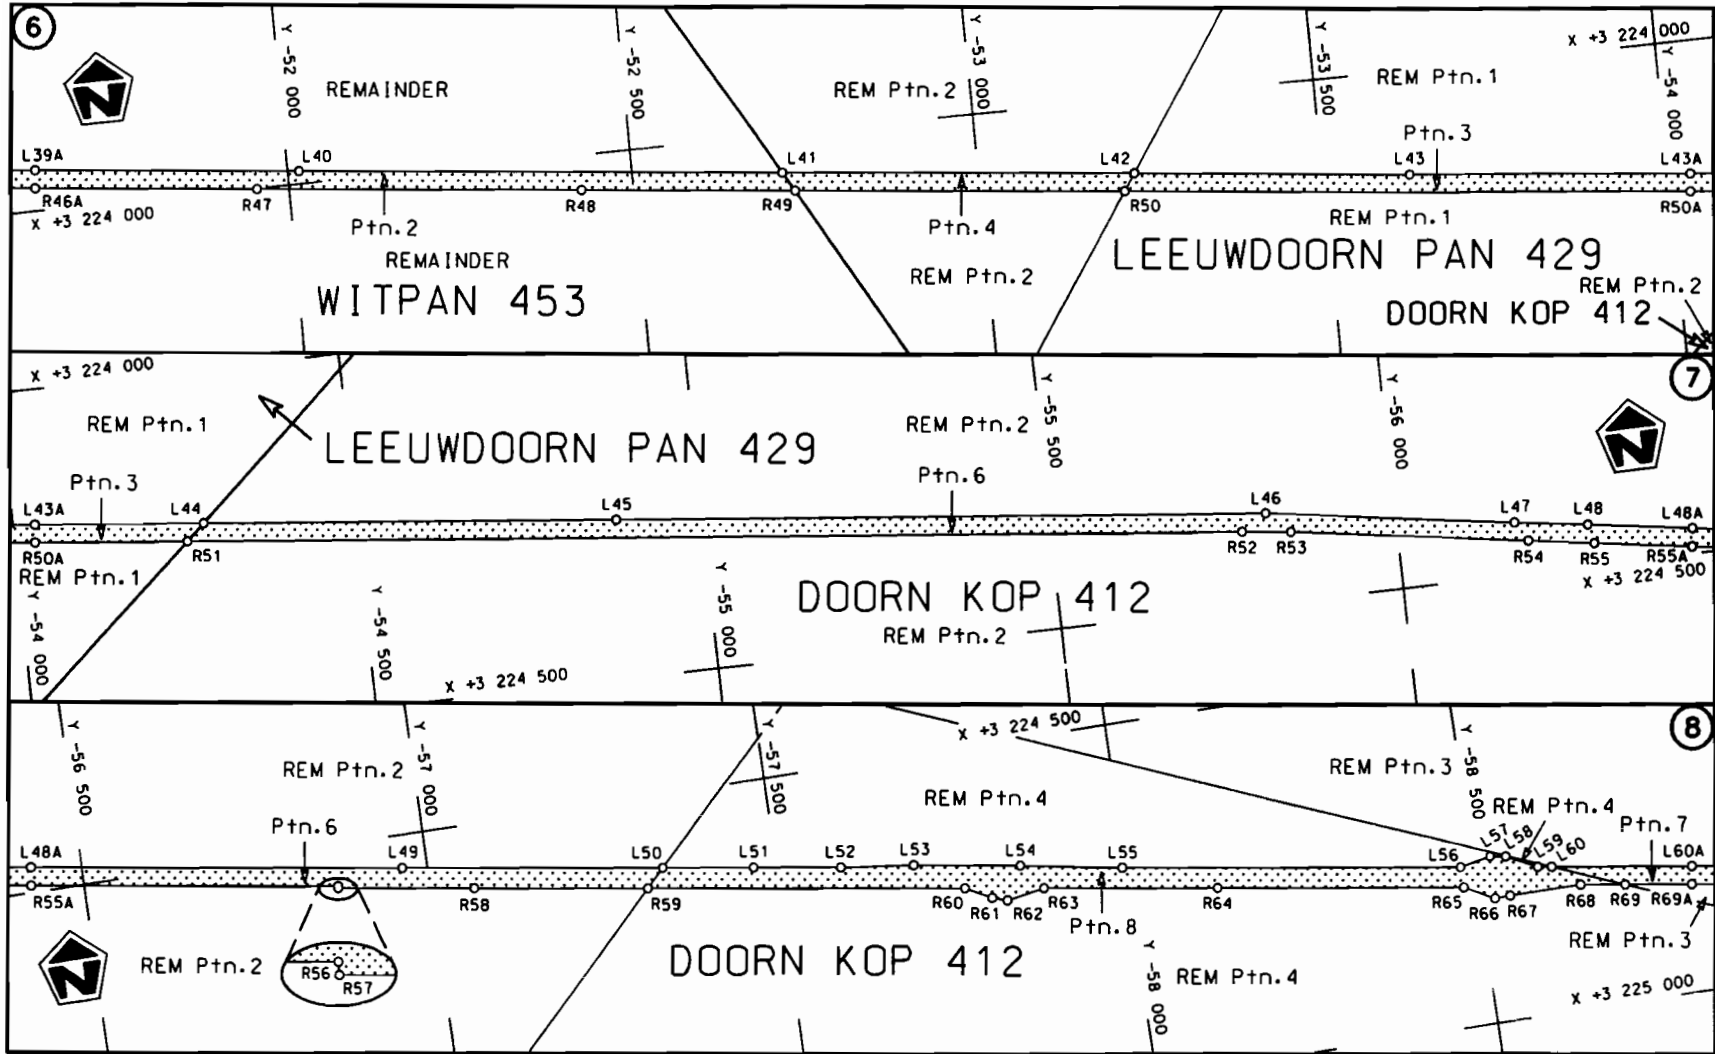 6
Y -52 000
Y -52 500
Y -53 000
Y -53 500
X +3 224 000
Y -54 000
N
REMAINDER
REM Ptn.2
REM Ptn.1
Ptn.3
L39A
L40
L41
L42
L43
L43A
R46A
R47
R48
R49
R50
R50A
X +3 224 000
Ptn.2
Ptn.4
REM Ptn.1
REMAINDER
REM Ptn.2
LEEUWDOORN PAN 429
WITPAN 453
REM Ptn.2
DOORN KOP 412
7
X +3 224 000
Y -55 500
Y -56 000
N
REM Ptn.1
LEEUWDOORN PAN 429
REM Ptn.2
Ptn.3
Ptn.6
L43A
L44
L45
L46
L47
L48
L48A
R50A
R51
R52
R53
R54
R55
R55A
REM Ptn.1
X +3 224 500
Y -54 000
Y -54 500
Y -55 000
DOORN KOP 412
REM Ptn.2
X +3 224 500
8
Y -56 500
Y -57 000
Y -57 500
X +3 224 500
Y -58 500
REM Ptn.2
REM Ptn.4
REM Ptn.3
REM Ptn.4
Ptn.6
Ptn.7
L48A
L49
L50
L51
L52
L53
L54
L55
L56
L57
L58
L59
L60
L60A
R55A
R58
R59
R60
R61
R62
R63
R64
R65
R66
R67
R68
R69
R69A
Ptn.8
N
REM Ptn.2
R56
R57
DOORN KOP 412
Y -58 000
REM Ptn.4
REM Ptn.3
X +3 225 000